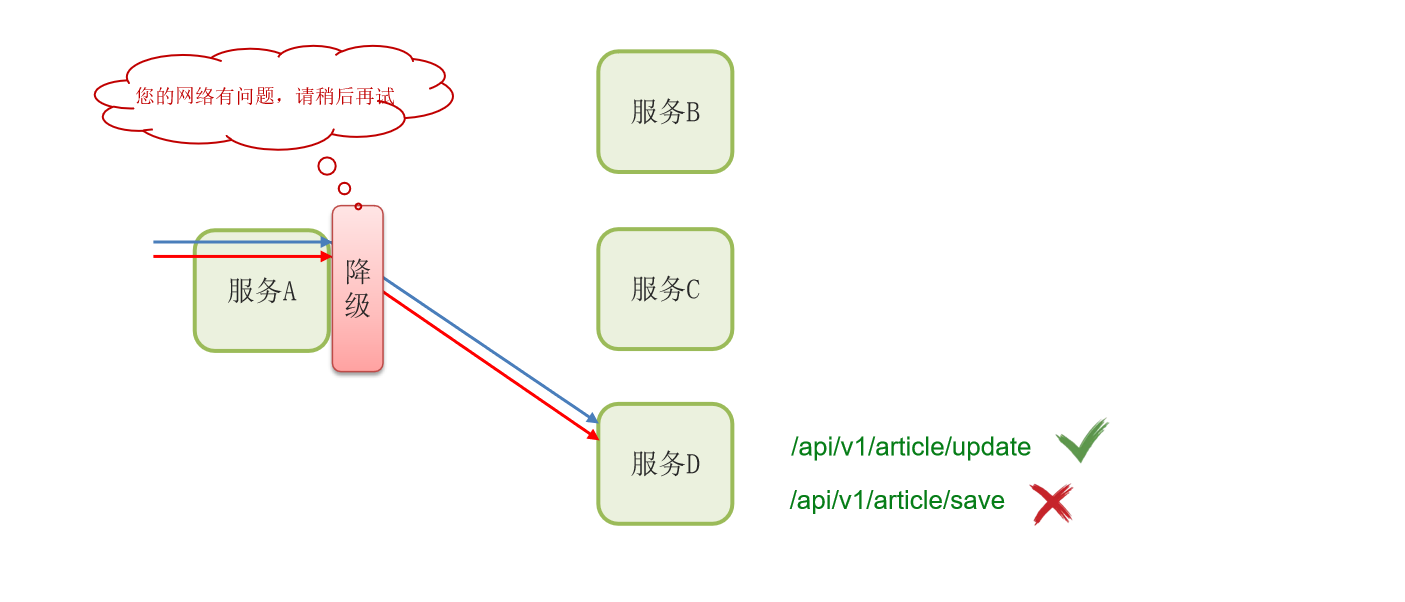 您的网络有问题，请稍后再试
服务B
服务A
降级
服务C
服务D
/api/v1/article/update
/api/v1/article/save